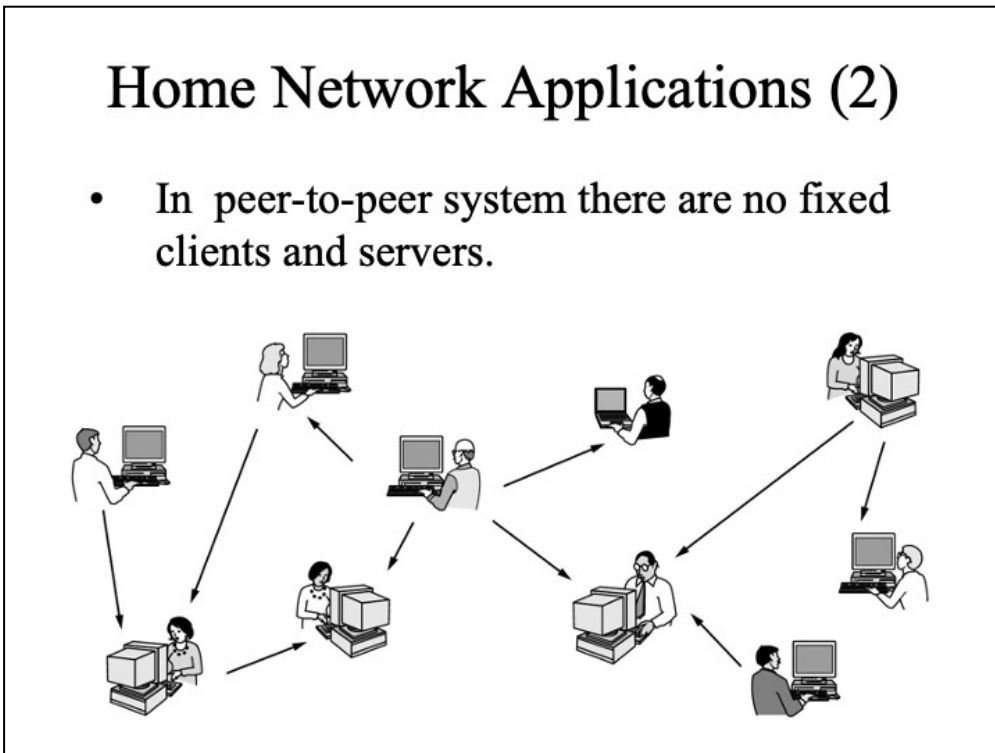 Home Network Applications (2)
• In peer-to-peer system there are no fixed
clients and servers.